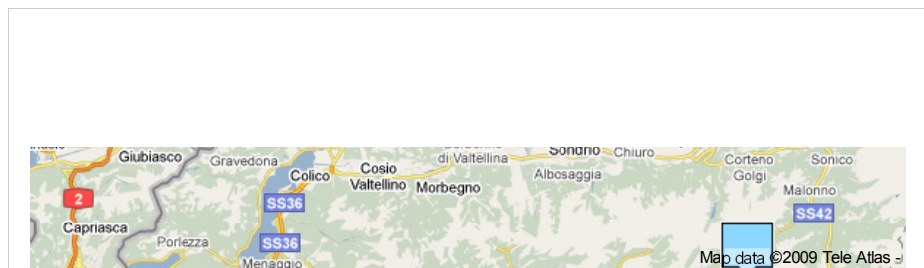 Giubiasco
Gravedona
Colico
Cosio
Valtellino
Morbegno
di Valtellina
Sondrio
Chiuro
Albosaggia
Corteno
Golgi
Sonico
Malonno
2
SS36
SS42
Capriasca
Porlezza
SS36
Menaggio
Map data ©2009 Tele Atlas -